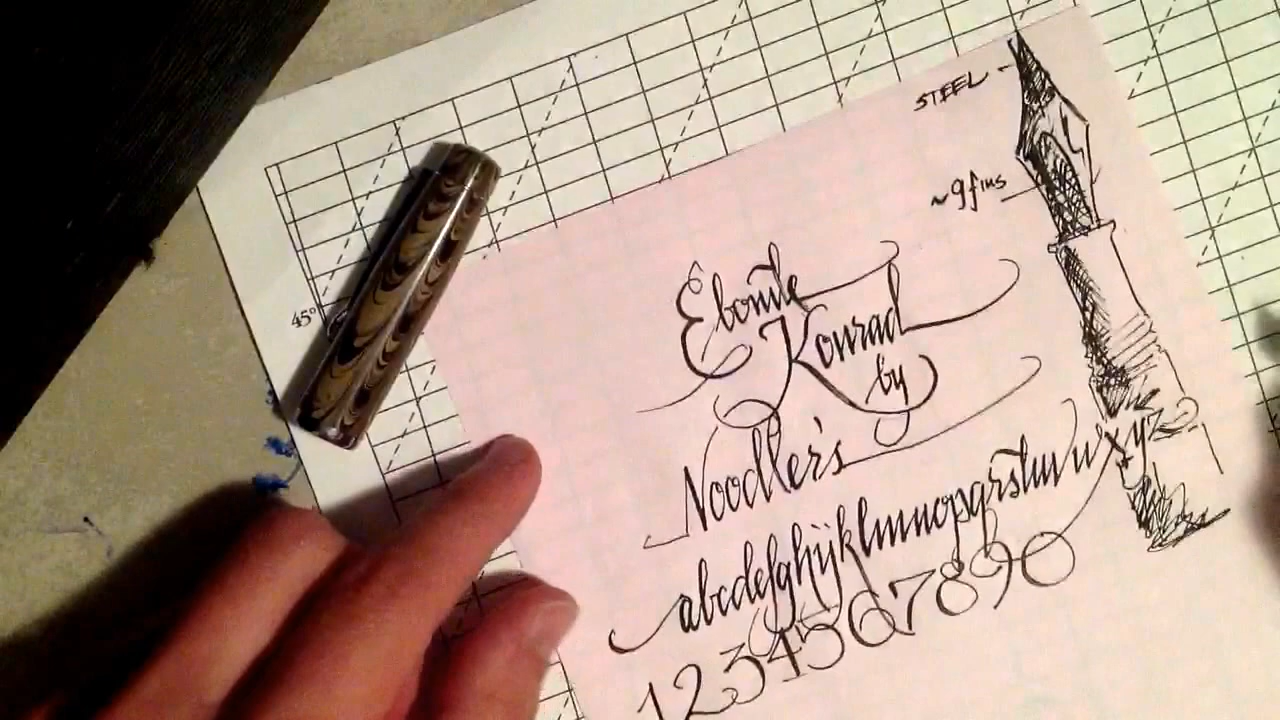 STEEL
~9 fins
Ebonite
Konrad
by
Noodler's
abcdefghijklmnopqrstuvwxyz
1234567890
45°